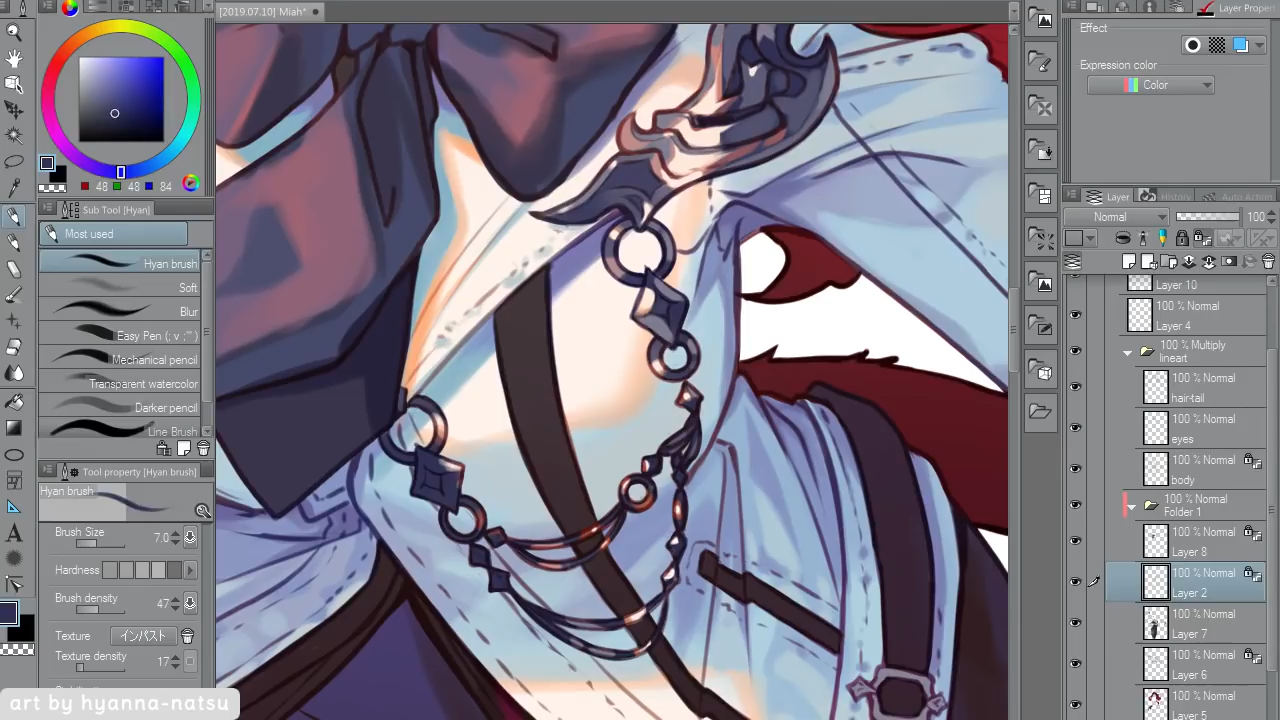 [2019.07.10] Miah*
48 48 84
Sub Tool [Hyan]
Most used
Hyan brush
Soft
Blur
Easy Pen (; v ;"")
Mechanical pencil
Transparent watercolor
Darker pencil
Line Brush
Tool property [Hyan brush]
Hyan brush
Brush Size 7.0
Hardness
Brush density 47
Texture インパスト
Texture density 17
art by hyanna-natsu
Layer Propert
Effect
Expression color
Color
Layer History Auto Action
Normal 100
Layer 10
100 % Normal
Layer 4
100 % Multiply
lineart
100 % Normal
hair-tail
100 % Normal
eyes
100 % Normal
body
100 % Normal
Folder 1
100 % Normal
Layer 8
100 % Normal
Layer 2
100 % Normal
Layer 7
100 % Normal
Layer 6
100 % Normal
Layer 5